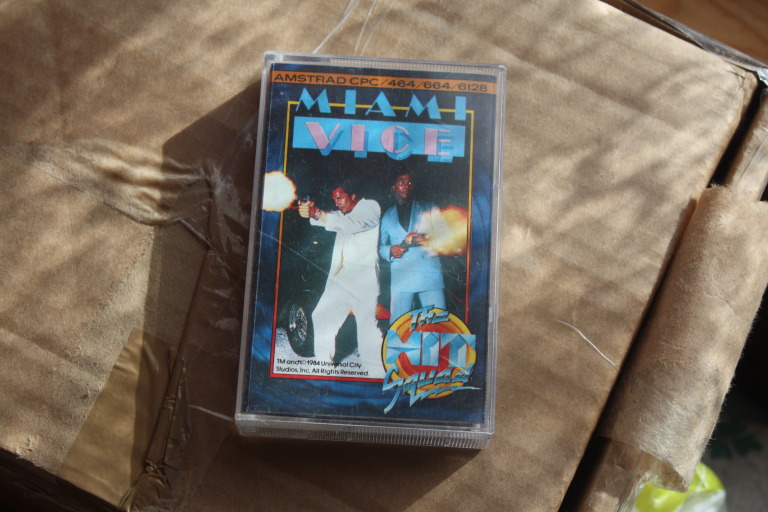 AMSTRAD CPC/464/664/6128
MIAMI
VICE
THE
HIT
SQUAD
TM and © 1984 Universal City
Studios, Inc. All Rights Reserved.